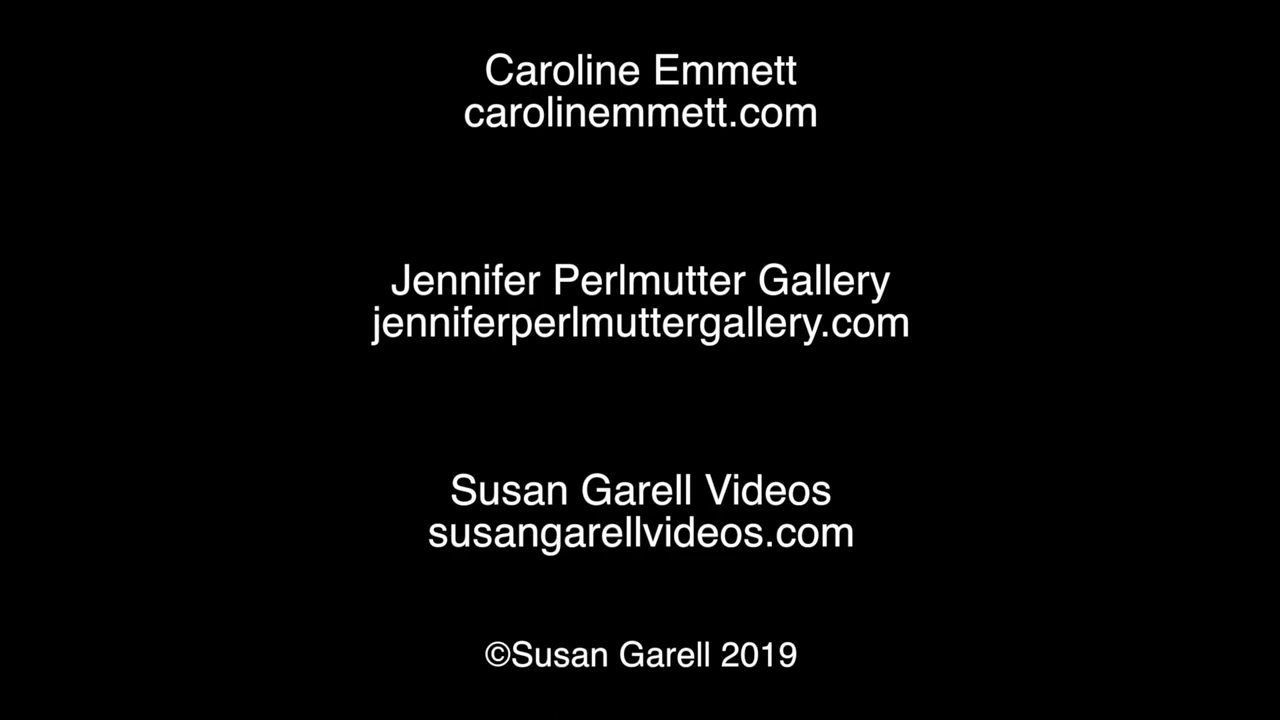 Caroline Emmett
carolinemmett.com
Jennifer Perlmutter Gallery
jenniferperlmuttergallery.com
Susan Garell Videos
susangarellvideos.com
©Susan Garell 2019